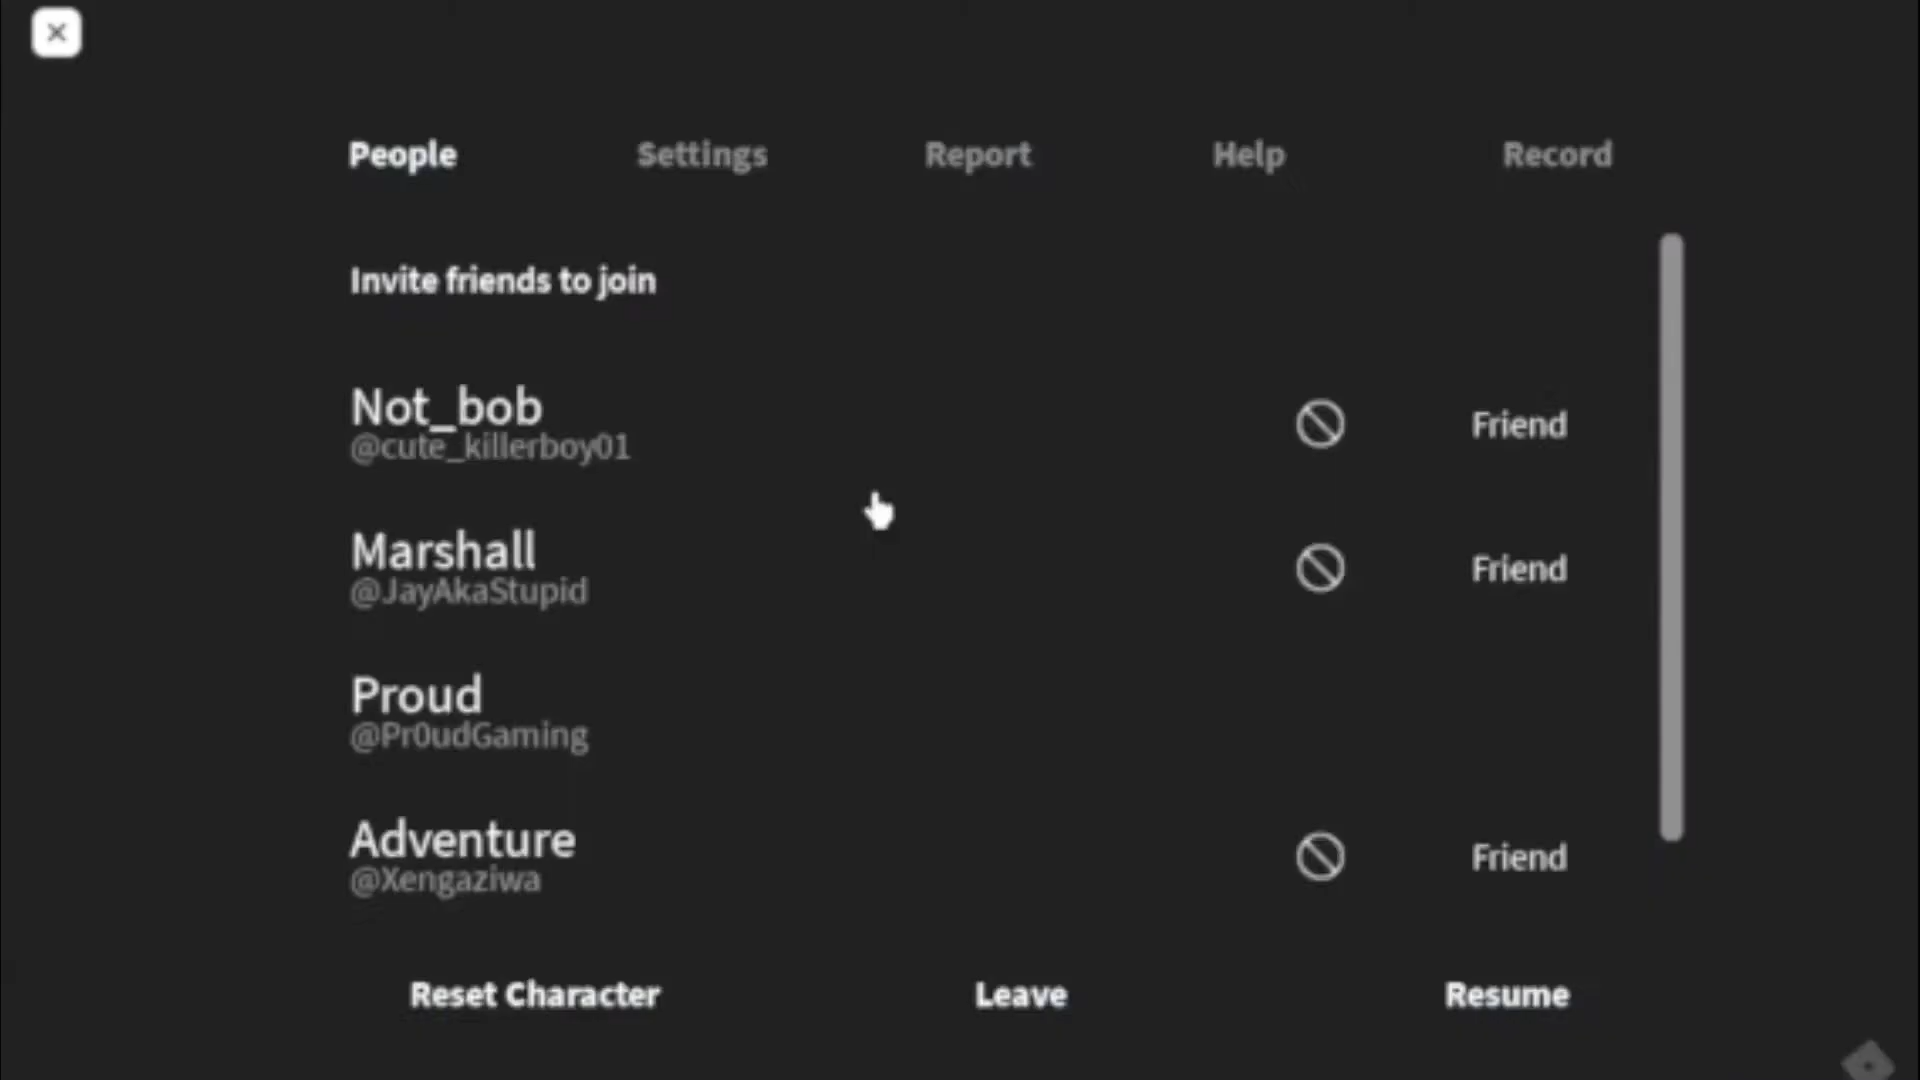 People
Settings
Report
Help
Record
Invite friends to join
Not_bob
@cute_killerboy01
Friend
Marshall
@JayAkaStupid
Friend
Proud
@Pr0udGaming
Adventure
@Xengaziwa
Friend
Reset Character
Leave
Resume